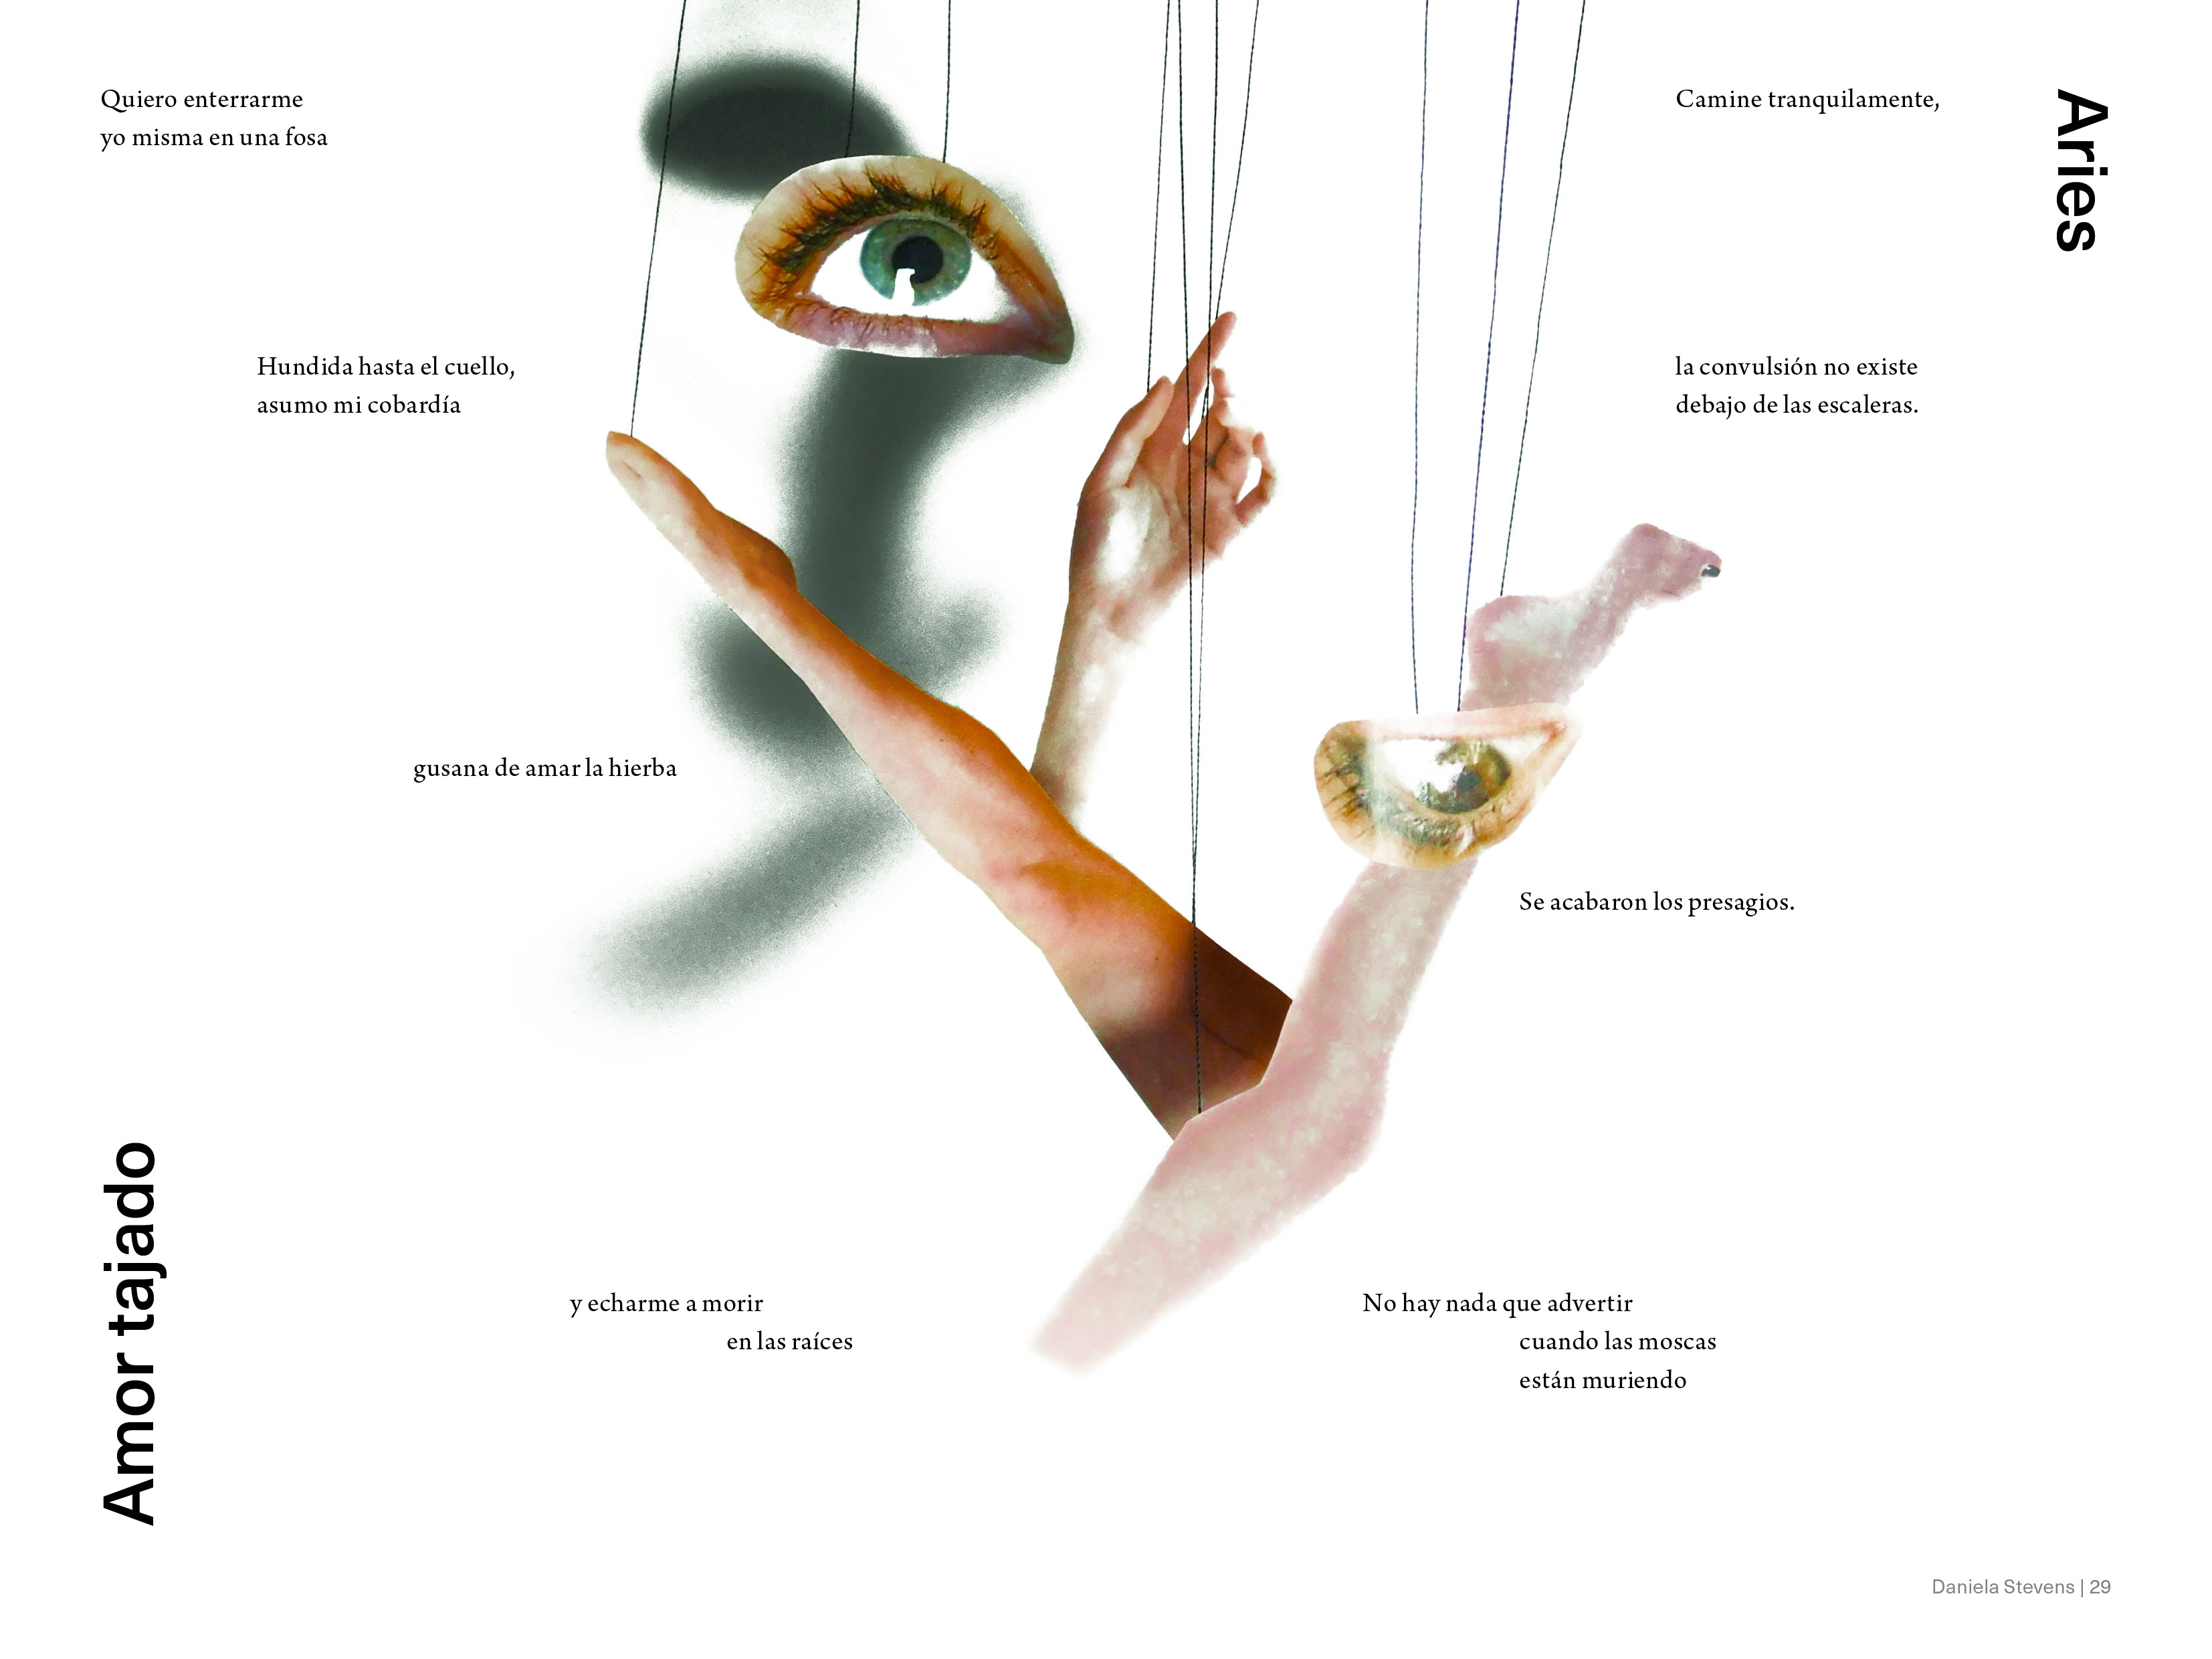 Amor tajado
Quiero enterrarme
yo misma en una fosa
Hundida hasta el cuello,
asumo mi cobardía
gusana de amar la hierba
y echarme a morir
en las raíces
Aries
Camine tranquilamente,
la convulsión no existe
debajo de las escaleras.
Se acabaron los presagios.
No hay nada que advertir
cuando las moscas
están muriendo
Daniela Stevens | 29